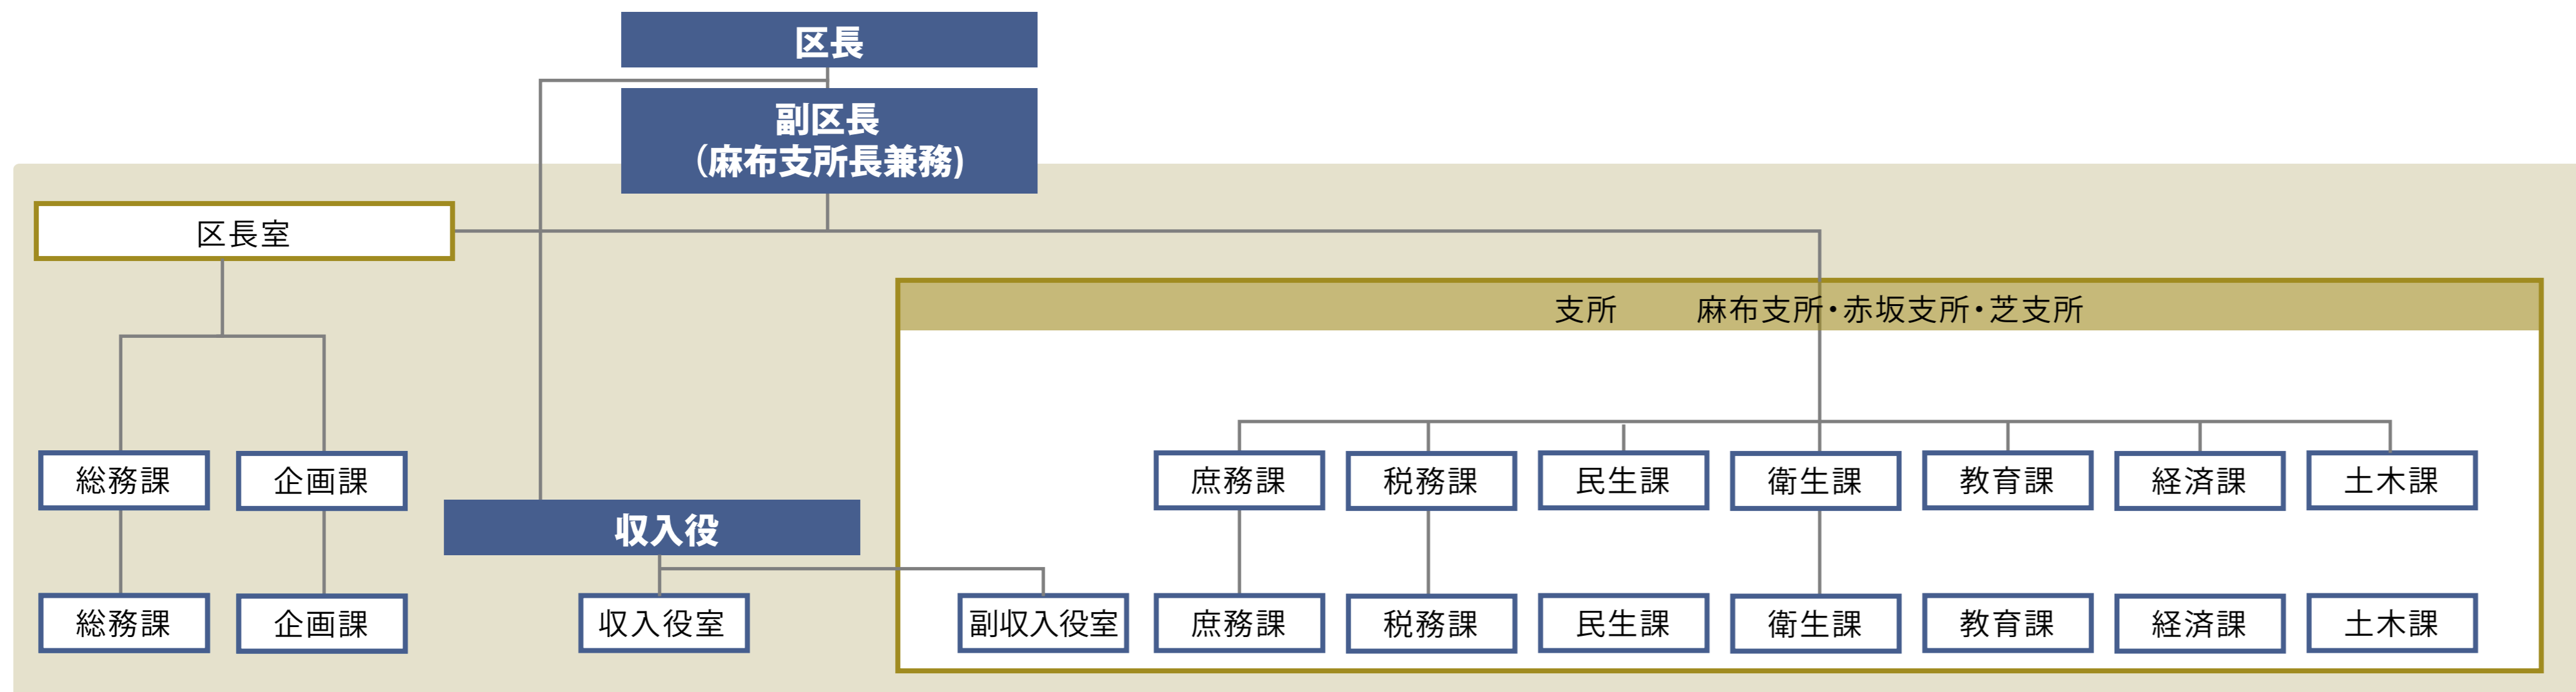 区長
副区長
（麻布支所長兼務)
区長室
支所　　麻布支所・赤坂支所・芝支所
総務課
企画課
庶務課
税務課
民生課
衛生課
教育課
経済課
土木課
収入役
総務課
企画課
収入役室
副収入役室
庶務課
税務課
民生課
衛生課
教育課
経済課
土木課